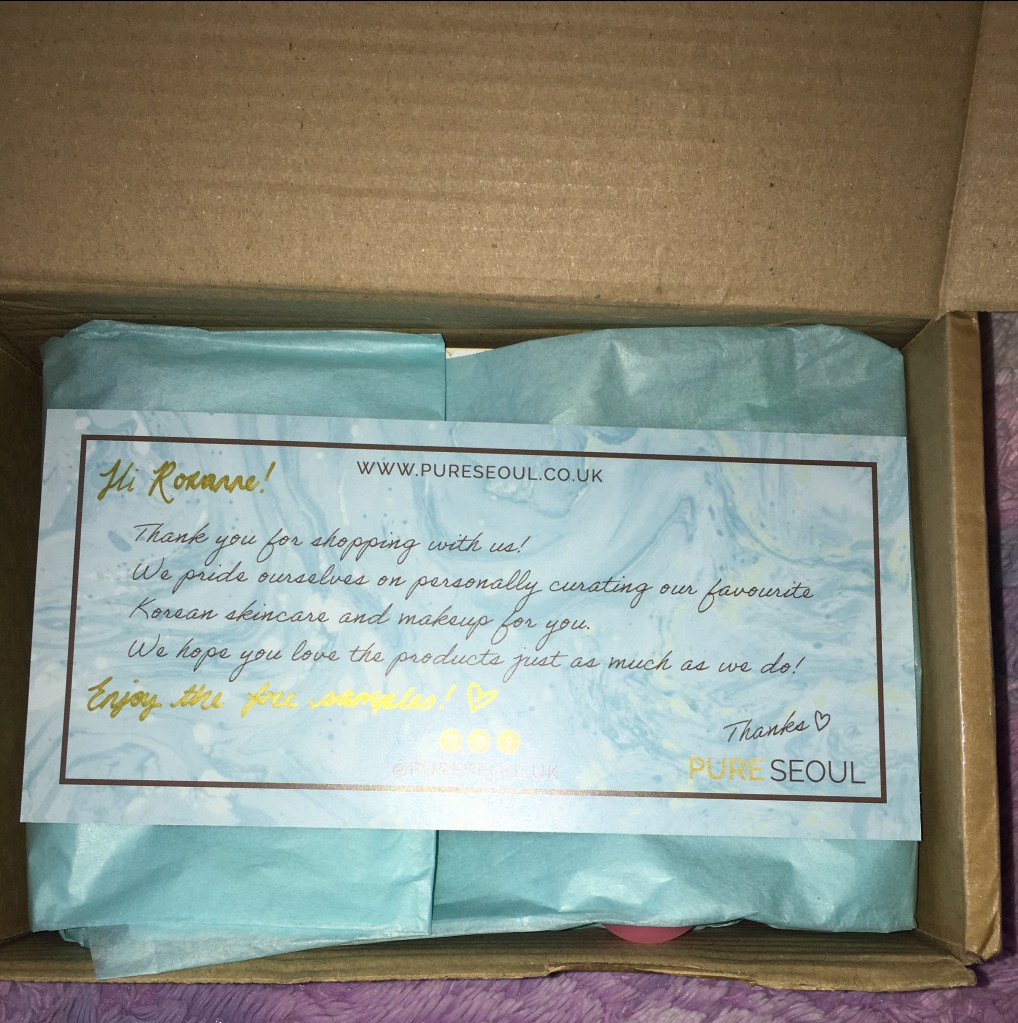 WWW.PURESEOUL.CO.UK
Hi Roxanne!
Thank you for shopping with us!
We pride ourselves on personally curating our favourite
Korean skincare and makeup for you.
We hope you love the products just as much as we do!
Enjoy the free samples! ♡
Thanks ♡
@PURESEOULUK
PURE SEOUL